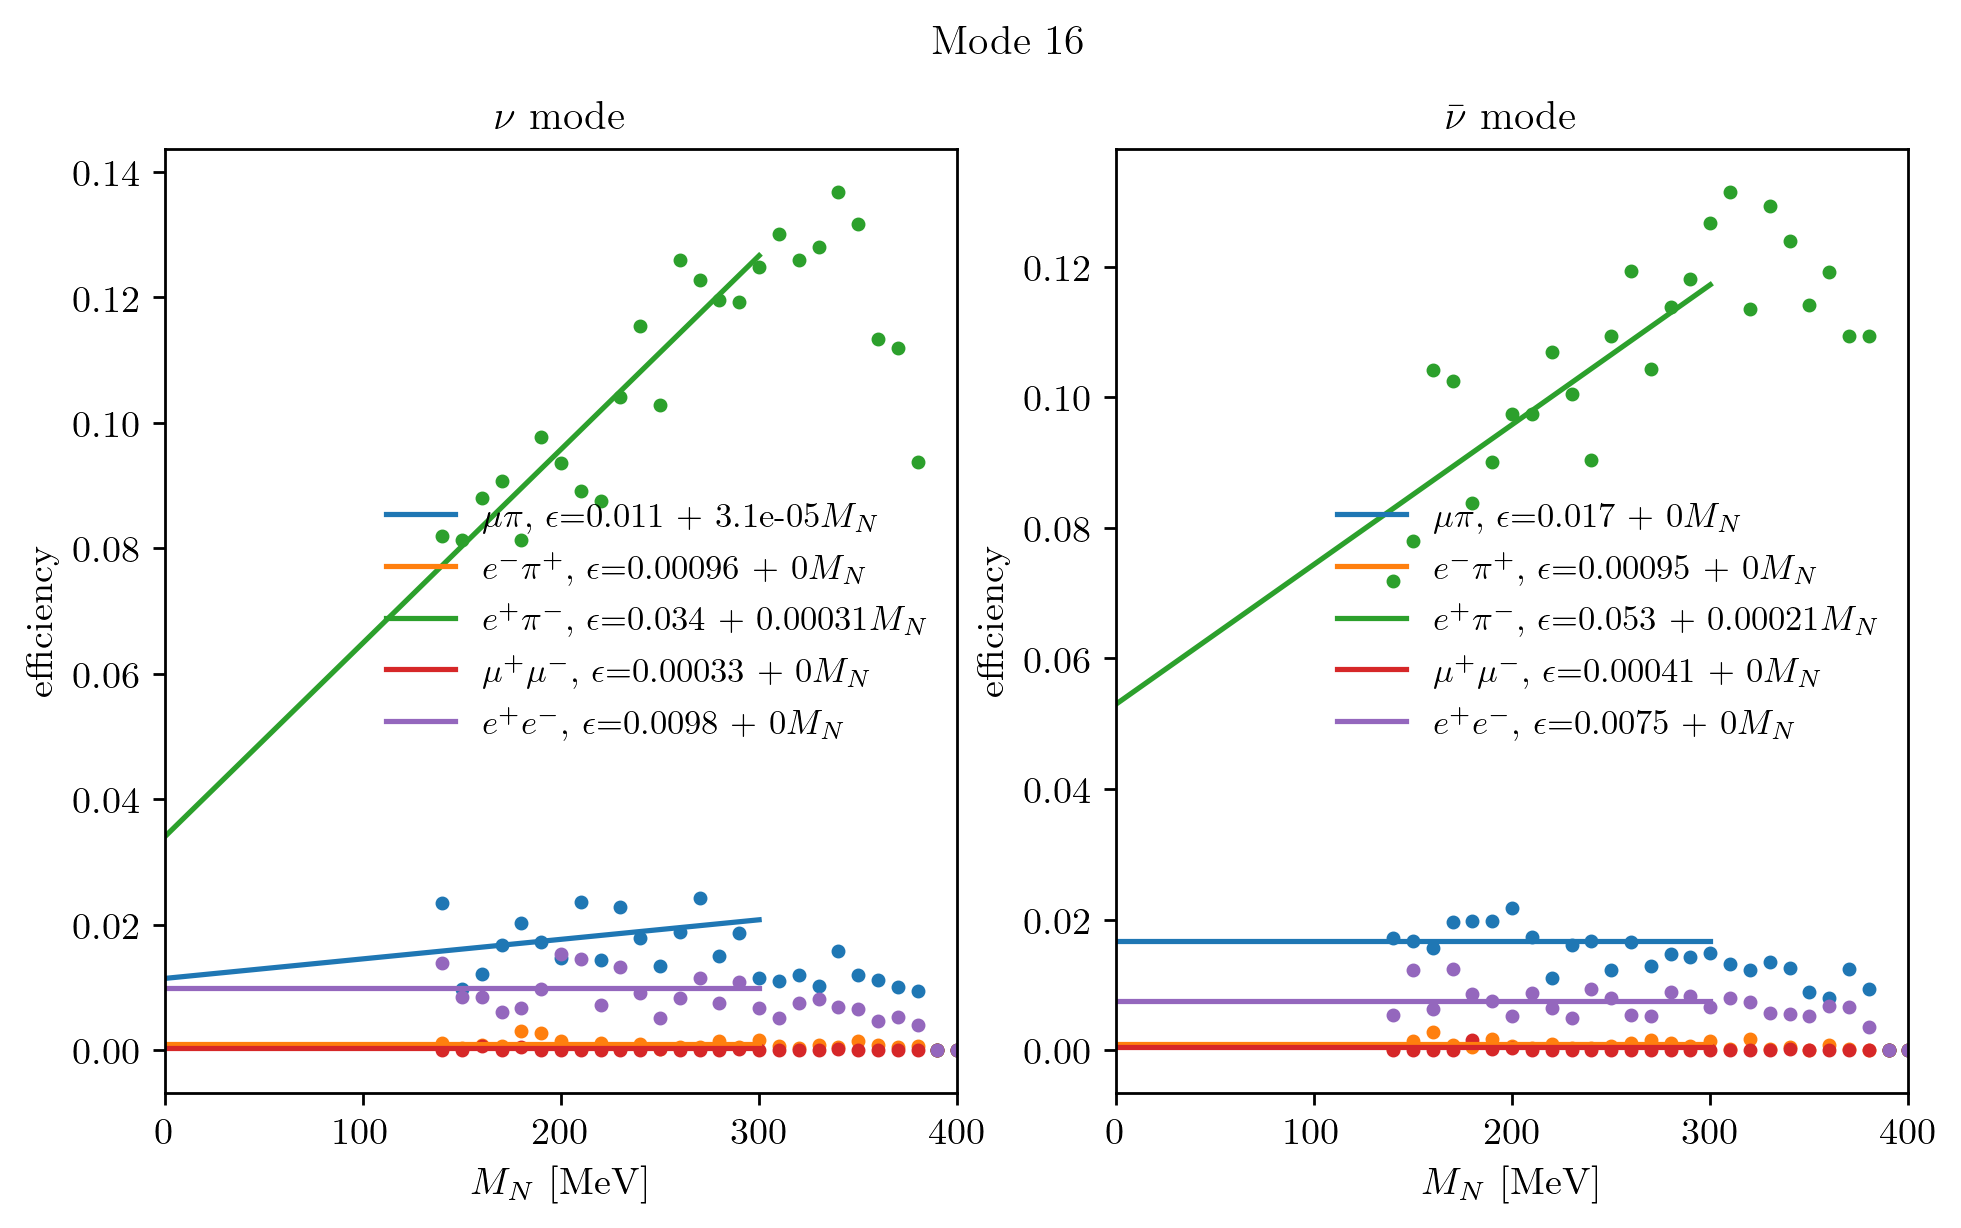 Mode 16
ν mode
0.14
0.12
0.10
0.08
0.06
0.04
0.02
0.00
efficiency
μπ, ϵ=0.011 + 3.1e-05M_N
e⁻π⁺, ϵ=0.00096 + 0M_N
e⁺π⁻, ϵ=0.034 + 0.00031M_N
μ⁺μ⁻, ϵ=0.00033 + 0M_N
e⁺e⁻, ϵ=0.0098 + 0M_N
0 100 200 300 400
M_N [MeV]
ν̄ mode
0.12
0.10
0.08
0.06
0.04
0.02
0.00
efficiency
μπ, ϵ=0.017 + 0M_N
e⁻π⁺, ϵ=0.00095 + 0M_N
e⁺π⁻, ϵ=0.053 + 0.00021M_N
μ⁺μ⁻, ϵ=0.00041 + 0M_N
e⁺e⁻, ϵ=0.0075 + 0M_N
0 100 200 300 400
M_N [MeV]